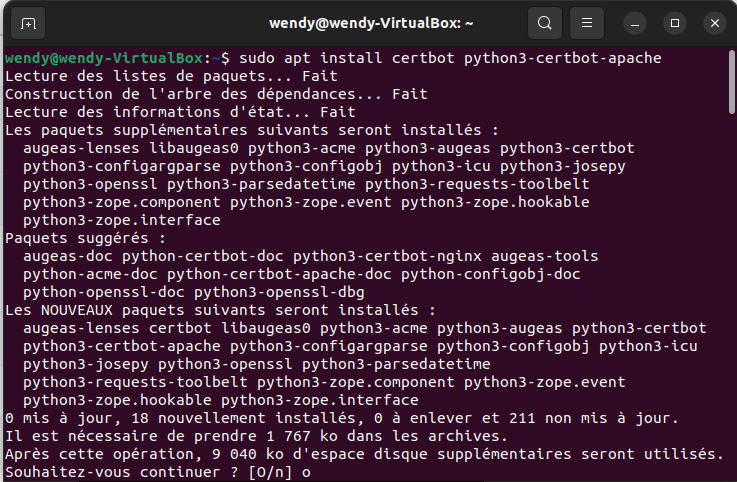 wendy@wendy-VirtualBox: ~
wendy@wendy-VirtualBox:~$ sudo apt install certbot python3-certbot-apache
Lecture des listes de paquets... Fait
Construction de l'arbre des dépendances... Fait
Lecture des informations d'état... Fait
Les paquets supplémentaires suivants seront installés :
  augeas-lenses libaugeas0 python3-acme python3-augeas python3-certbot
  python3-configargparse python3-configobj python3-icu python3-josepy
  python3-openssl python3-parsedatetime python3-requests-toolbelt
  python3-zope.component python3-zope.event python3-zope.hookable
  python3-zope.interface
Paquets suggérés :
  augeas-doc python-certbot-doc python3-certbot-nginx augeas-tools
  python-acme-doc python-certbot-apache-doc python-configobj-doc
  python-openssl-doc python3-openssl-dbg
Les NOUVEAUX paquets suivants seront installés :
  augeas-lenses certbot libaugeas0 python3-acme python3-augeas python3-certbot
  python3-certbot-apache python3-configargparse python3-configobj python3-icu
  python3-josepy python3-openssl python3-parsedatetime
  python3-requests-toolbelt python3-zope.component python3-zope.event
  python3-zope.hookable python3-zope.interface
0 mis à jour, 18 nouvellement installés, 0 à enlever et 211 non mis à jour.
Il est nécessaire de prendre 1 767 ko dans les archives.
Après cette opération, 9 040 ko d'espace disque supplémentaires seront utilisés.
Souhaitez-vous continuer ? [O/n] o